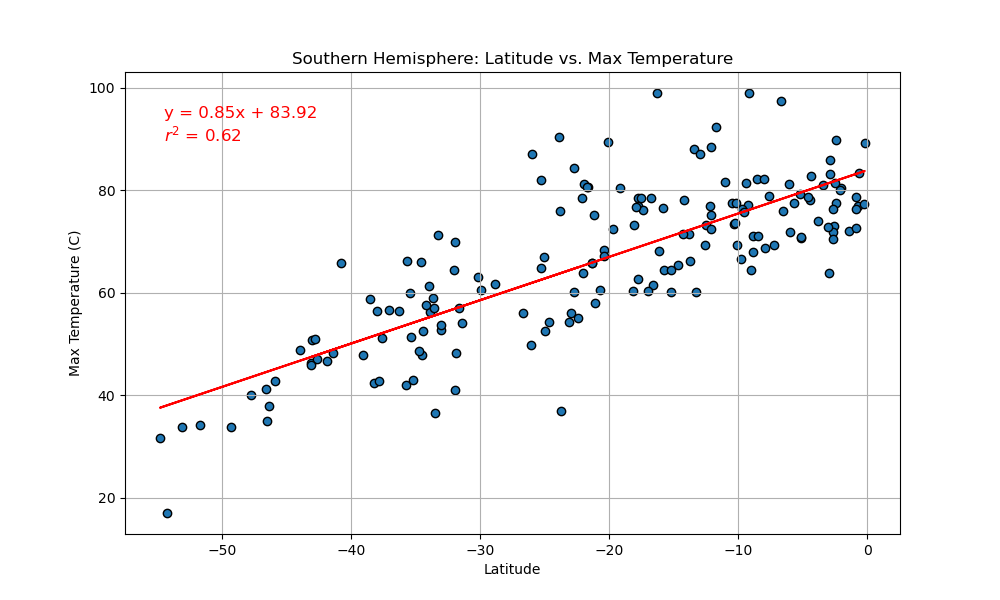 Southern Hemisphere: Latitude vs. Max Temperature
y = 0.85x + 83.92
r² = 0.62
Max Temperature (C)
100
80
60
40
20
−50 −40 −30 −20 −10 0
Latitude